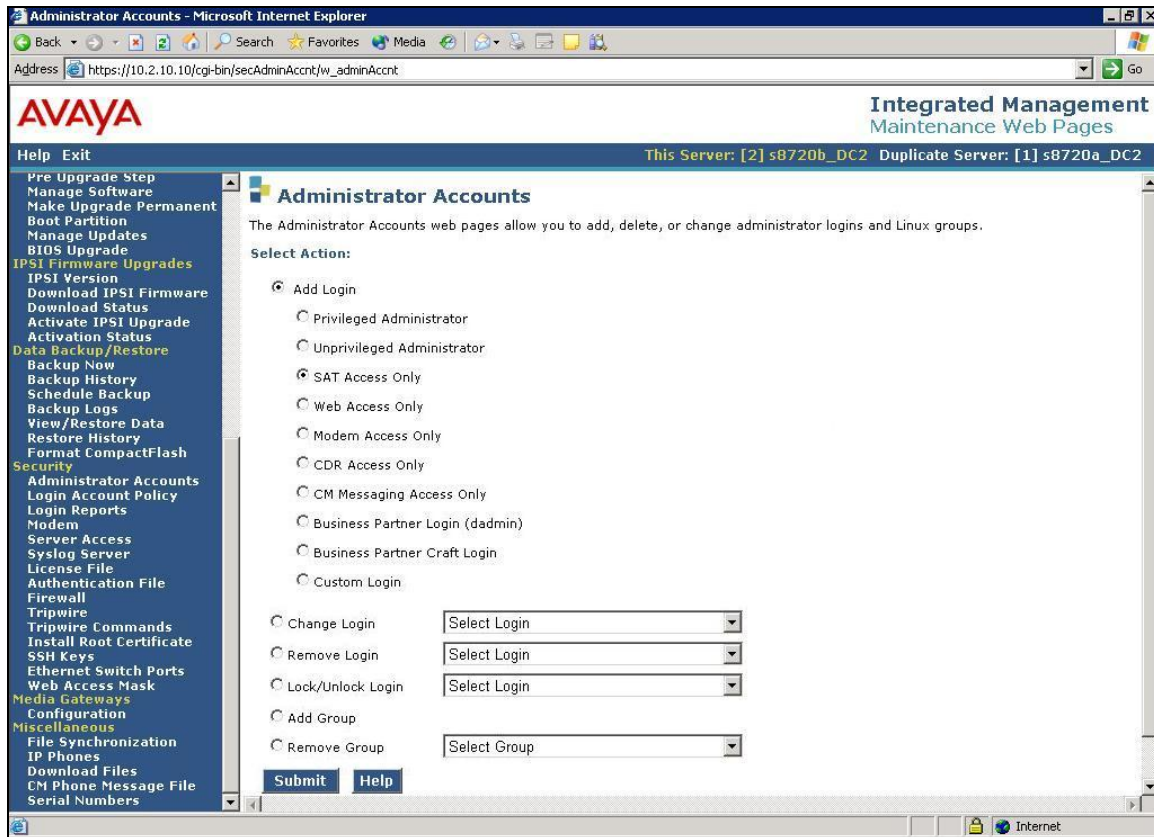 Administrator Accounts - Microsoft Internet Explorer
Back Search Favorites Media
Address https://10.2.10.10/cgi-bin/secAdminAccnt/w_adminAccnt Go
AVAYA
Integrated Management
Maintenance Web Pages
Help Exit
This Server: [2] s8720b_DC2 Duplicate Server: [1] s8720a_DC2
Pre Upgrade Step
Manage Software
Make Upgrade Permanent
Boot Partition
Manage Updates
BIOS Upgrade
IPSI Firmware Upgrades
IPSI Version
Download IPSI Firmware
Download Status
Activate IPSI Upgrade
Activation Status
Data Backup/Restore
Backup Now
Backup History
Schedule Backup
Backup Logs
View/Restore Data
Restore History
Format CompactFlash
Security
Administrator Accounts
Login Account Policy
Login Reports
Modem
Server Access
Syslog Server
License File
Authentication File
Firewall
Tripwire
Tripwire Commands
Install Root Certificate
SSH Keys
Ethernet Switch Ports
Web Access Mask
Media Gateways
Configuration
Miscellaneous
File Synchronization
IP Phones
Download Files
CM Phone Message File
Serial Numbers
Administrator Accounts
The Administrator Accounts web pages allow you to add, delete, or change administrator logins and Linux groups.
Select Action:
Add Login
Privileged Administrator
Unprivileged Administrator
SAT Access Only
Web Access Only
Modem Access Only
CDR Access Only
CM Messaging Access Only
Business Partner Login (dadmin)
Business Partner Craft Login
Custom Login
Change Login Select Login
Remove Login Select Login
Lock/Unlock Login Select Login
Add Group
Remove Group Select Group
Submit Help
Internet